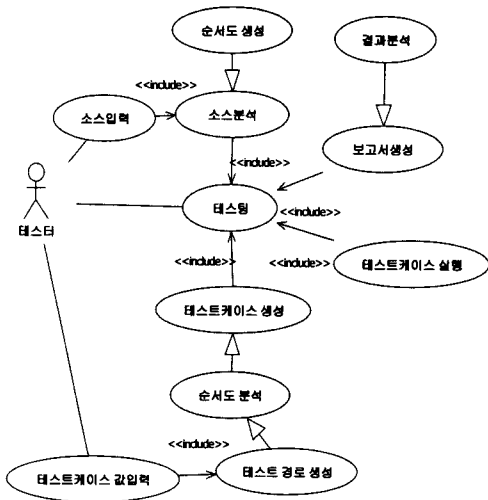 순서도 생성
결과분석
<<include>>
소스입력
소스분석
<<include>>
보고서생성
테스터
테스팅
<<include>>
<<include>>
<<include>>
테스트케이스 실행
테스트케이스 생성
순서도 분석
<<include>>
테스트케이스 값입력
테스트 경로 생성